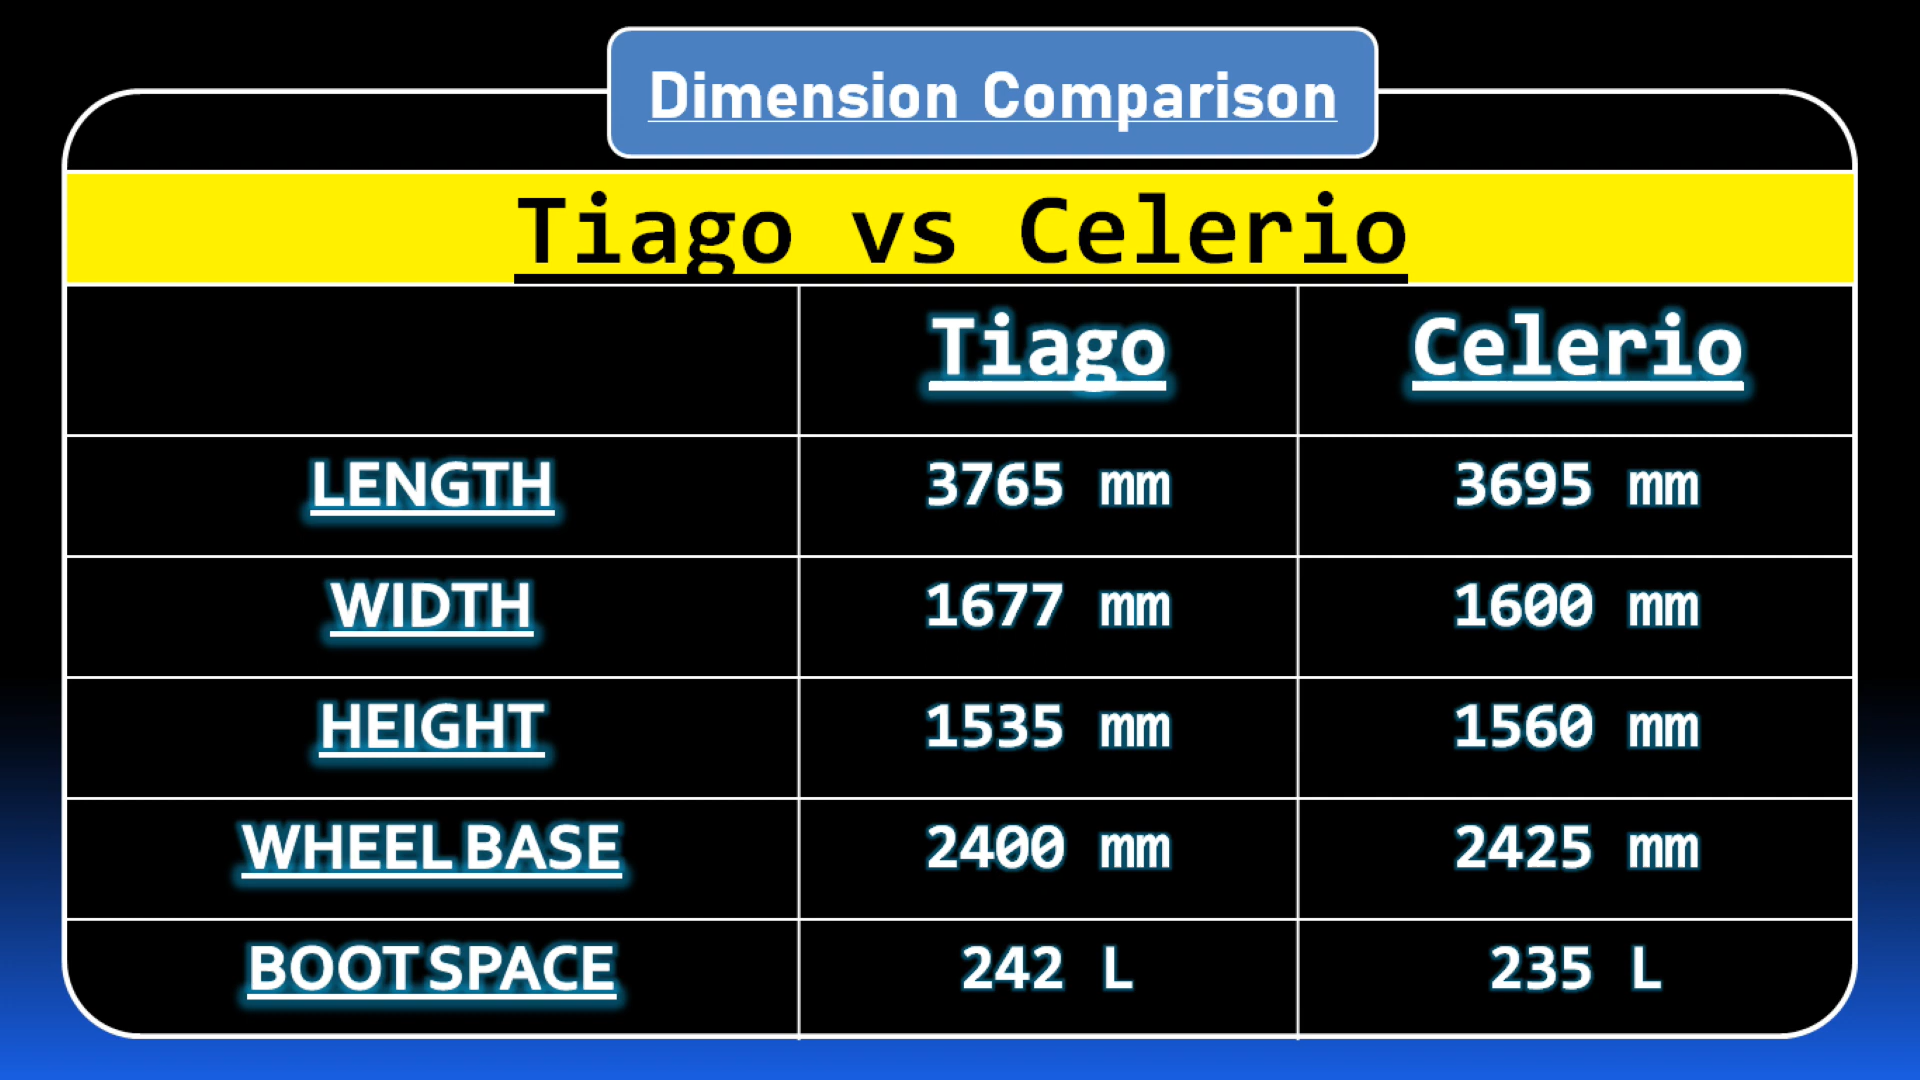 Dimension Comparison
Tiago vs Celerio
Tiago Celerio
LENGTH 3765 mm 3695 mm
WIDTH 1677 mm 1600 mm
HEIGHT 1535 mm 1560 mm
WHEEL BASE 2400 mm 2425 mm
BOOT SPACE 242 L 235 L